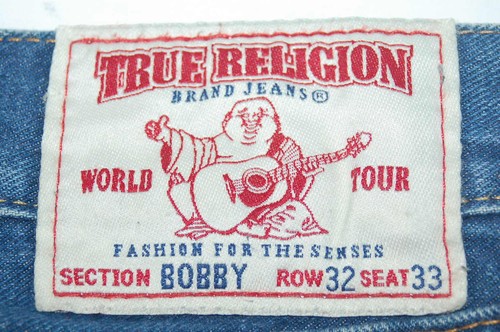 TRUE RELIGION
BRAND JEANS®
WORLD TOUR
FASHION FOR THE SENSES
SECTION BOBBY ROW 32 SEAT 33